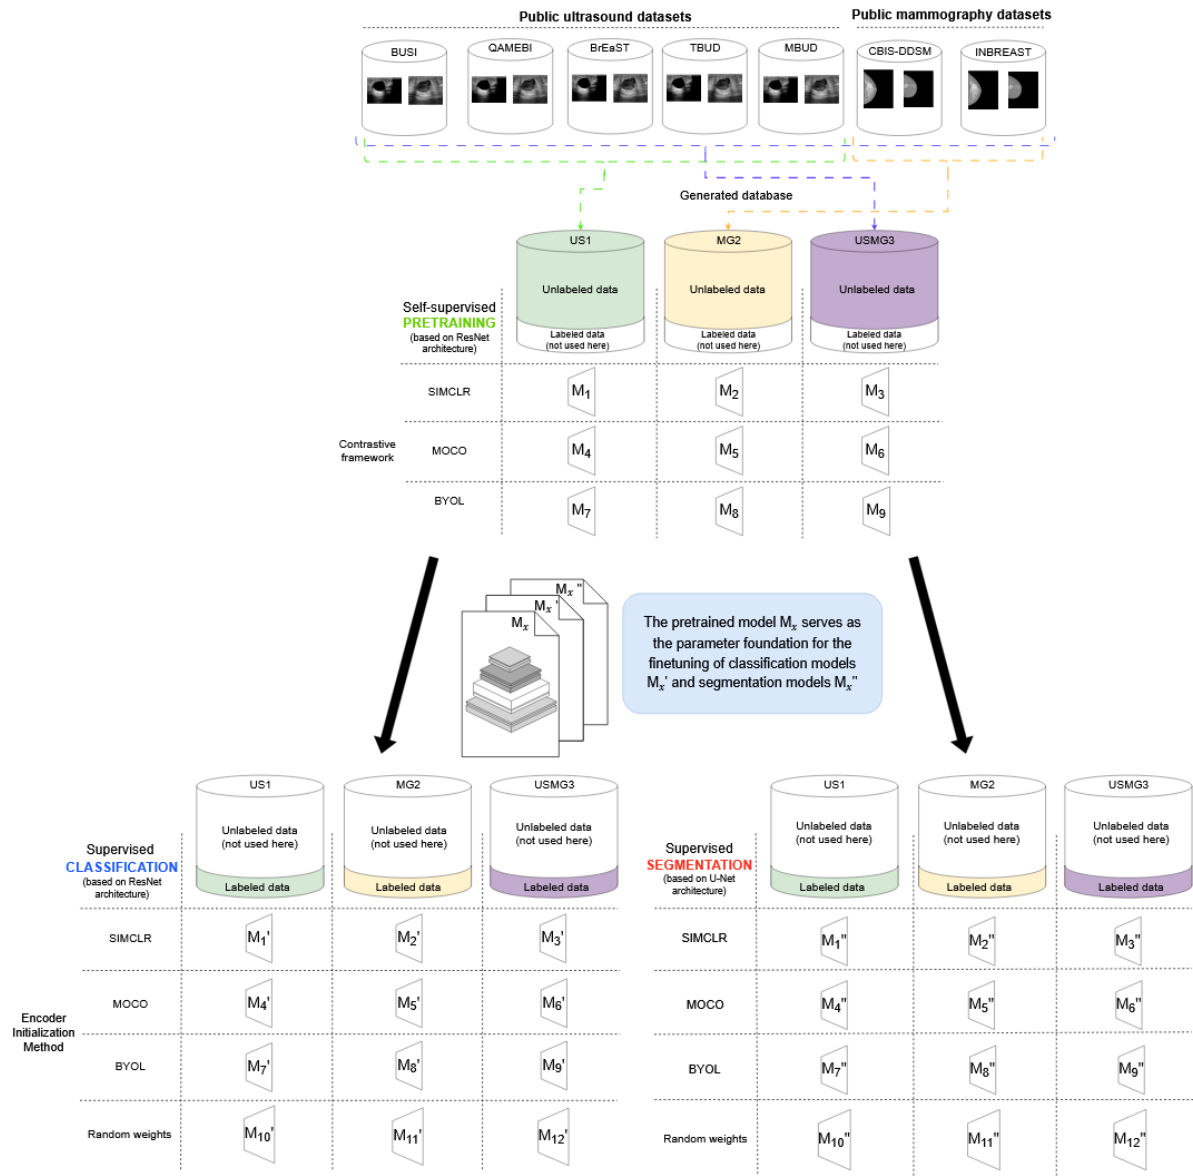 Public ultrasound datasets
Public mammography datasets
BUSI
QAMEBI
BrEaST
TBUD
MBUD
CBIS-DDSM
INBREAST
Generated database
US1
MG2
USMG3
Unlabeled data
Unlabeled data
Unlabeled data
Self-supervised
PRETRAINING
(based on ResNet
architecture)
Labeled data
(not used here)
Labeled data
(not used here)
Labeled data
(not used here)
Contrastive
framework
SIMCLR
M1
M2
M3
MOCO
M4
M5
M6
BYOL
M7
M8
M9
Mx"
Mx'
Mx
The pretrained model Mx serves as
the parameter foundation for the
finetuning of classification models
Mx' and segmentation models Mx"
US1
MG2
USMG3
Unlabeled data
(not used here)
Unlabeled data
(not used here)
Unlabeled data
(not used here)
Supervised
CLASSIFICATION
(based on ResNet
architecture)
Labeled data
Labeled data
Labeled data
Encoder
Initialization
Method
SIMCLR
M1'
M2'
M3'
MOCO
M4'
M5'
M6'
BYOL
M7'
M8'
M9'
Random weights
M10'
M11'
M12'
US1
MG2
USMG3
Unlabeled data
(not used here)
Unlabeled data
(not used here)
Unlabeled data
(not used here)
Supervised
SEGMENTATION
(based on U-Net
architecture)
Labeled data
Labeled data
Labeled data
SIMCLR
M1"
M2"
M3"
MOCO
M4"
M5"
M6"
BYOL
M7"
M8"
M9"
Random weights
M10"
M11"
M12"